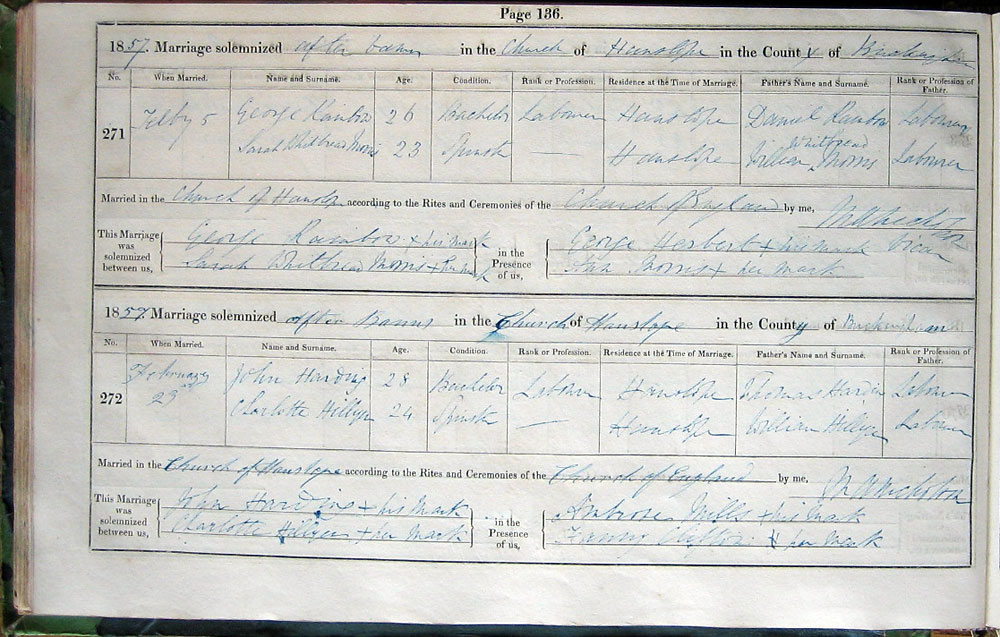 Page 136.
1857. Marriage solemnized after banns in the Church of Hanslope in the County of
No. When Married. Name and Surname. Age. Condition. Rank or Profession. Residence at the Time of Marriage. Father's Name and Surname. Rank or Profession of Father.
271 Feby 5 George Rainbow 26 Bachelor Labourer Hanslope Daniel Rainbow Labourer
Sarah Whitbread Morris 23 Spinster — Hanslope William Whitbread Morris Labourer
Married in the Church of Hanslope according to the Rites and Ceremonies of the Church of England by me,
This Marriage was solemnized between us, George Rainbow + his mark in the Presence of us, George Herbert + his mark Vicar
Sarah Whitbread Morris + her Ann Morris + her mark
1857. Marriage solemnized after Banns in the Church of Hanslope in the County of Buckingham
No. When Married. Name and Surname. Age. Condition. Rank or Profession. Residence at the Time of Marriage. Father's Name and Surname. Rank or Profession of Father.
272 February 23 John Harding 28 Bachelor Labourer Hanslope Thomas Harding Labourer
Charlotte Hillyer 24 Spinster — Hanslope William Hillyer Labourer
Married in the Church of Hanslope according to the Rites and Ceremonies of the Church of England by me,
This Marriage was solemnized between us, John Harding + his Mark in the Presence of us, Ambrose Mills + his mark
Charlotte Hillyer + her Mark Fanny + her mark